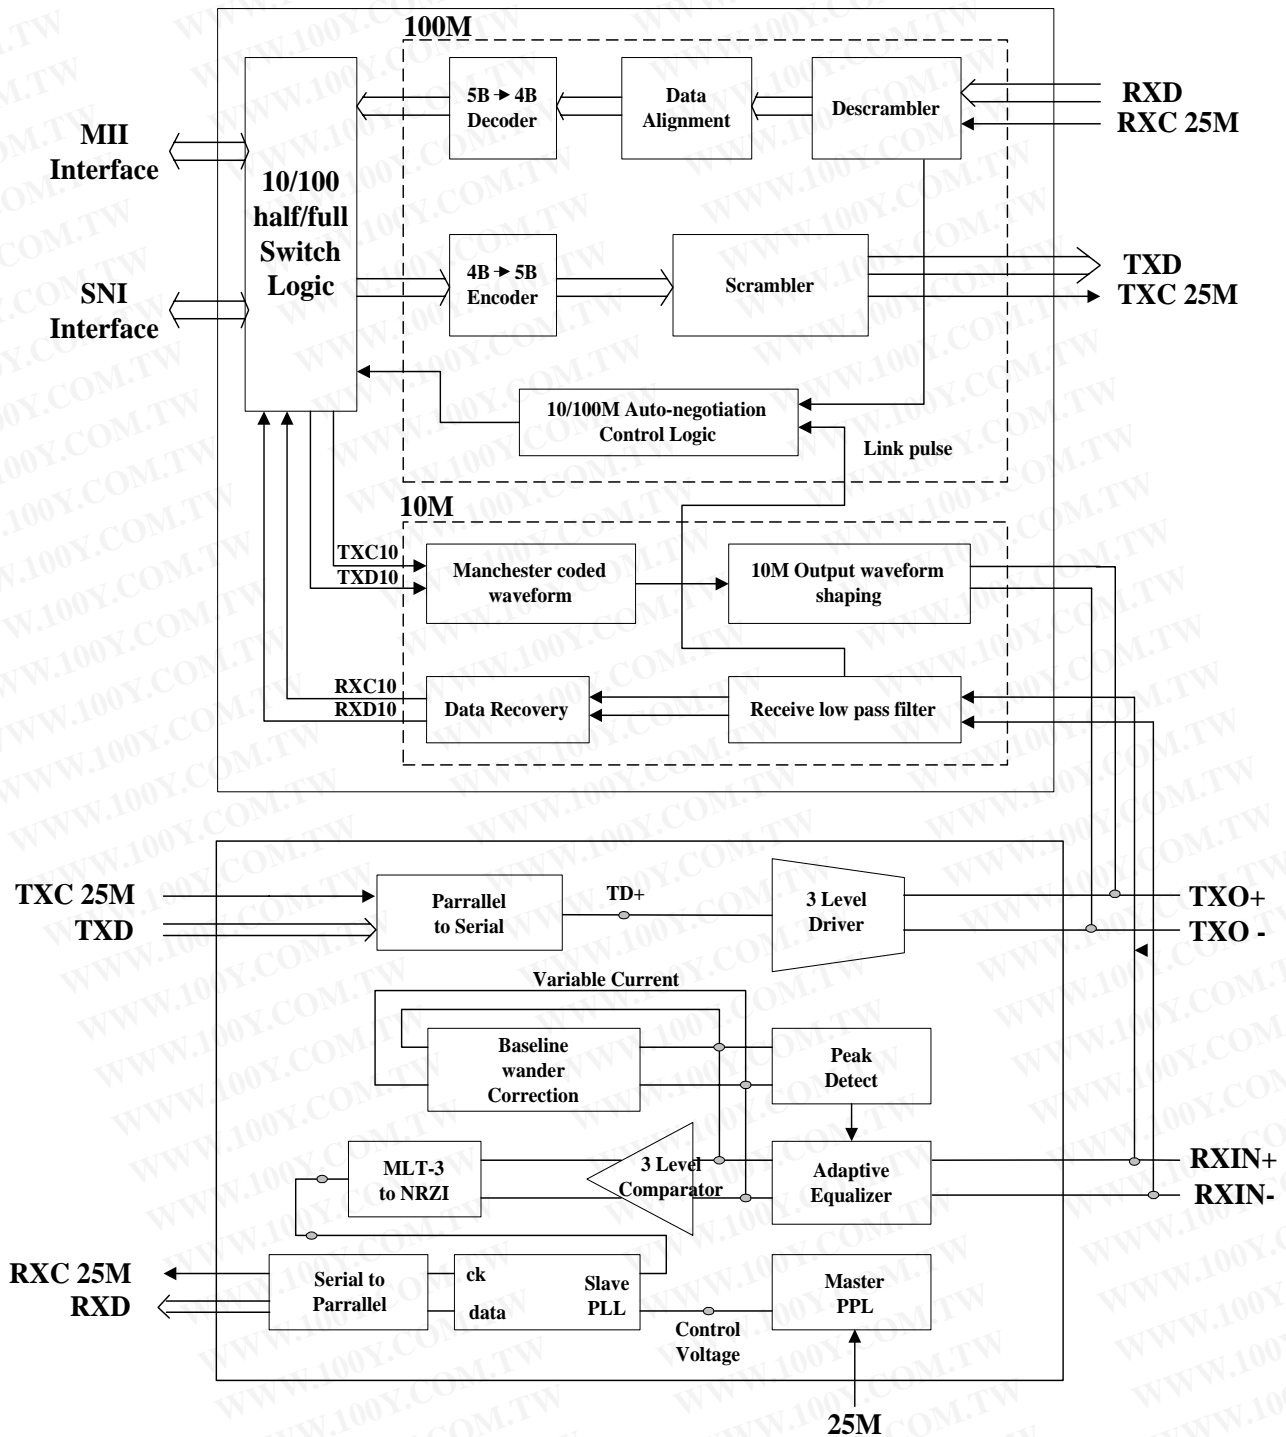 100M
5B → 4B
Decoder
Data
Alignment
Descrambler
RXD
RXC 25M
MII
Interface
10/100
half/full
Switch
Logic
SNI
Interface
4B → 5B
Encoder
Scrambler
TXD
TXC 25M
10/100M Auto-negotiation
Control Logic
Link pulse
10M
TXC10
TXD10
Manchester coded
waveform
10M Output waveform
shaping
RXC10
RXD10
Data Recovery
Receive low pass filter
TXC 25M
TXD
Parrallel
to Serial
TD+
3 Level
Driver
TXO+
TXO -
Variable Current
Baseline
wander
Correction
Peak
Detect
MLT-3
to NRZI
3 Level
Comparator
Adaptive
Equalizer
RXIN+
RXIN-
RXC 25M
RXD
Serial to
Parrallel
ck
data
Slave
PLL
Control
Voltage
Master
PPL
25M
WWW.100Y.COM.TW